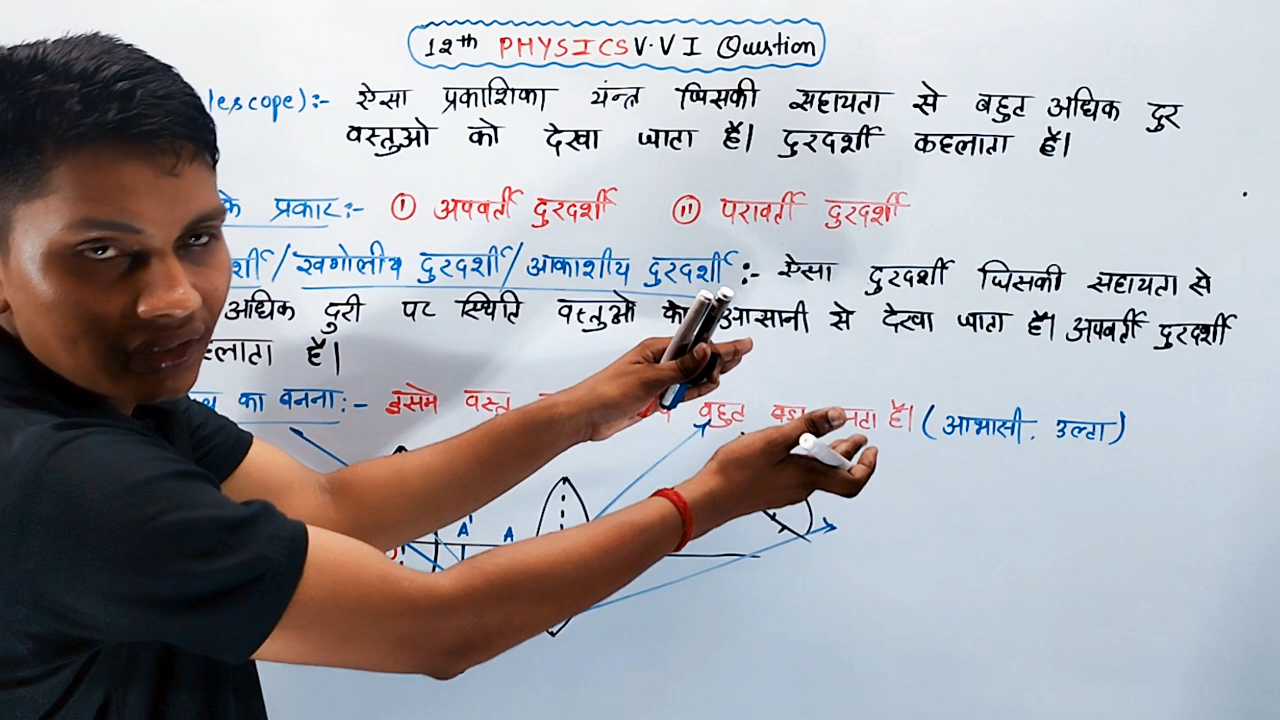 12th PHYSICS V.V I Question
lescope):- ऐसा प्रकाशिका यंन्त्र जिसकी सहायता से बहुत अधिक दुर
वस्तुओ को देखा जाता हैं। दुरदर्शी कहलाता हैं।
के प्रकार:- (i) अपवर्ती दुरदर्शी (ii) परावर्ती दुरदर्शी
र्शी/खगोलीय दुरदर्शी/आकाशीय दुरदर्शी:- ऐसा दुरदर्शी जिसकी सहायता से
अधिक दुरी पर स्थिति वस्तुओ को आसानी से देखा जाता हैं। अपवर्ती दुरदर्शी
हलाता हैं।
का बनना:- इसमे वस्तु बहुत बड़ा बनता हैं। (आभासी. उल्टा)
A' A